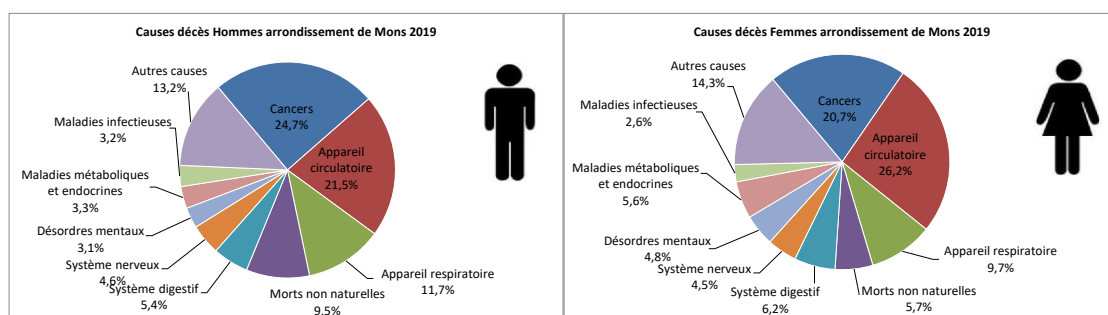 Causes décès Hommes arrondissement de Mons 2019
Autres causes
13,2%
Cancers
24,7%
Maladies infectieuses
3,2%
Appareil
circulatoire
21,5%
Maladies métaboliques
et endocrines
3,3%
Désordres mentaux
3,1%
Système nerveux
4,6%
Système digestif
5,4%
Morts non naturelles
9,5%
Appareil respiratoire
11,7%
Causes décès Femmes arrondissement de Mons 2019
Autres causes
14,3%
Cancers
20,7%
Maladies infectieuses
2,6%
Appareil
circulatoire
26,2%
Maladies métaboliques
et endocrines
5,6%
Désordres mentaux
4,8%
Système nerveux
4,5%
Système digestif
6,2%
Morts non naturelles
5,7%
Appareil respiratoire
9,7%